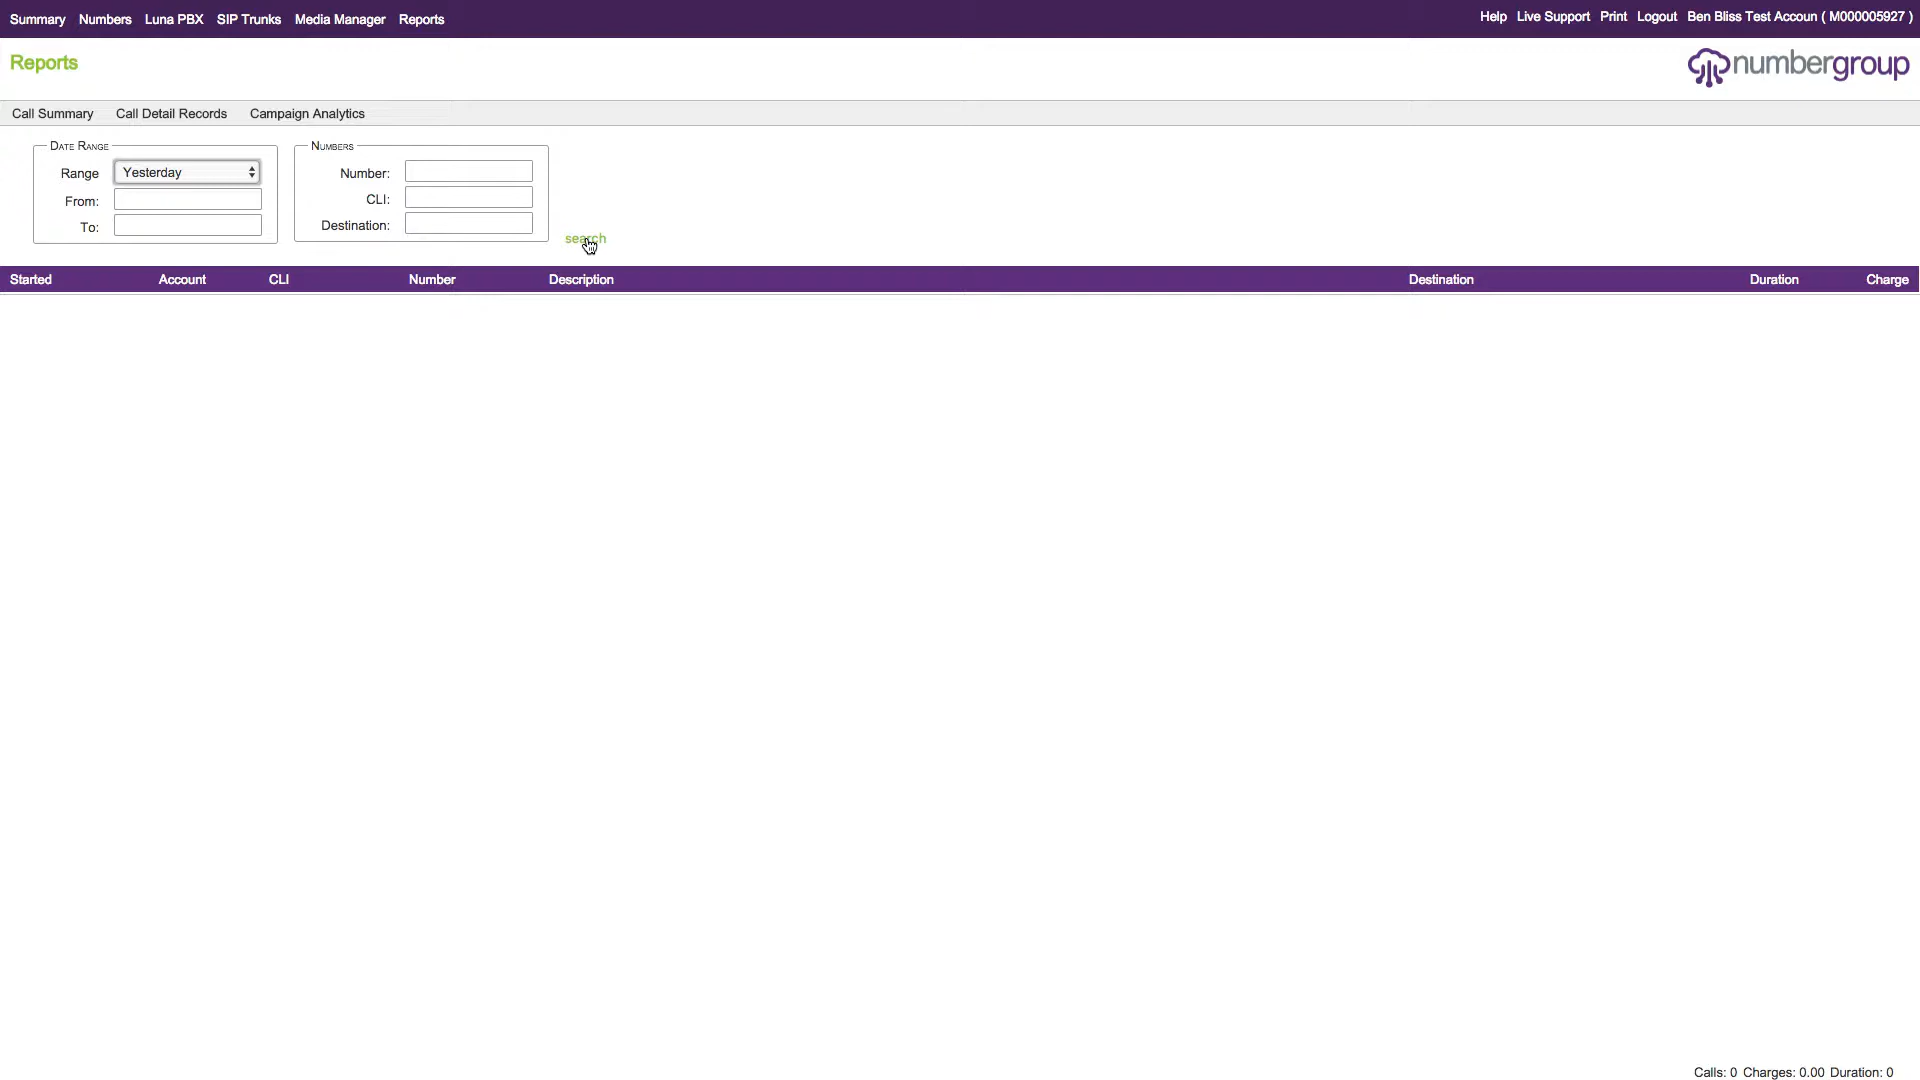 Summary Numbers Luna PBX SIP Trunks Media Manager Reports Help Live Support Print Logout Ben Bliss Test Accoun ( M000005927 )
Reports
numbergroup
Call Summary Call Detail Records Campaign Analytics
Date Range Numbers
Range Yesterday Number:
From: CLI:
To: Destination:
search
Started Account CLI Number Description Destination Duration Charge
Calls: 0 Charges: 0.00 Duration: 0